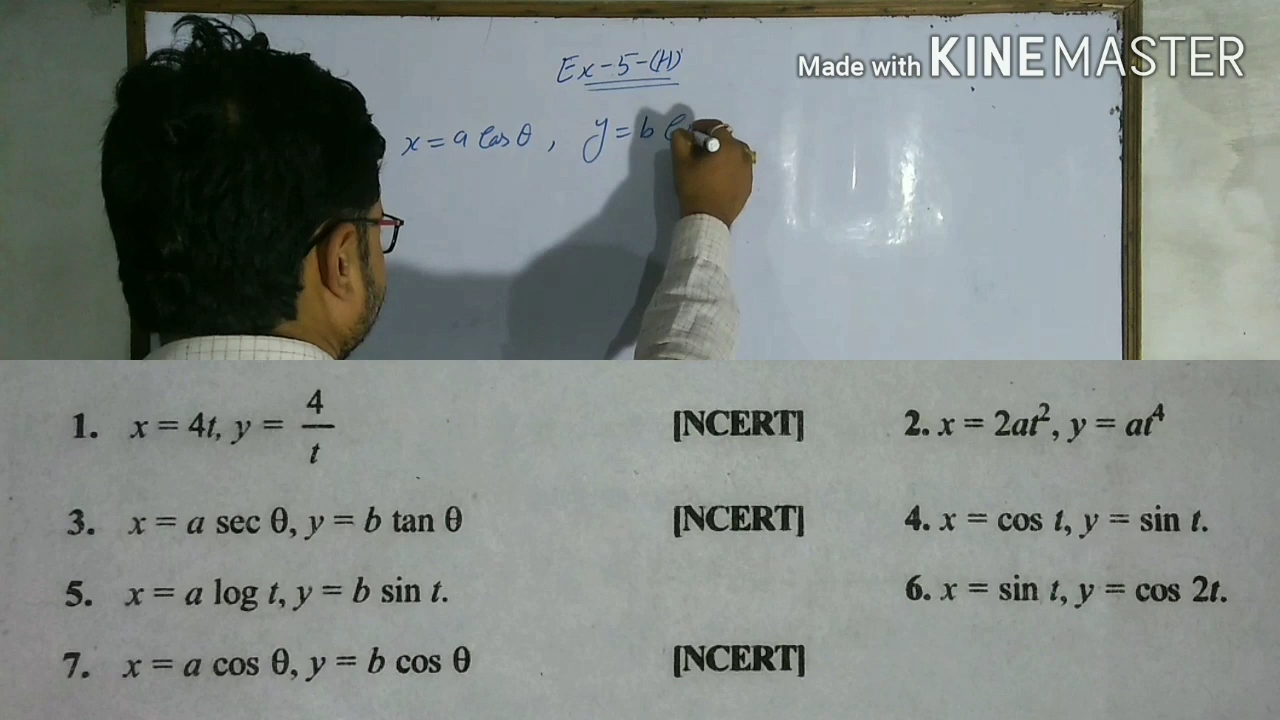 Ex-5-(H)
Made with KINEMASTER
x = a Cosθ , y = b
1. x = 4t, y = 4/t [NCERT] 2. x = 2at², y = at⁴
3. x = a sec θ, y = b tan θ [NCERT] 4. x = cos t, y = sin t.
5. x = a log t, y = b sin t. 6. x = sin t, y = cos 2t.
7. x = a cos θ, y = b cos θ [NCERT]